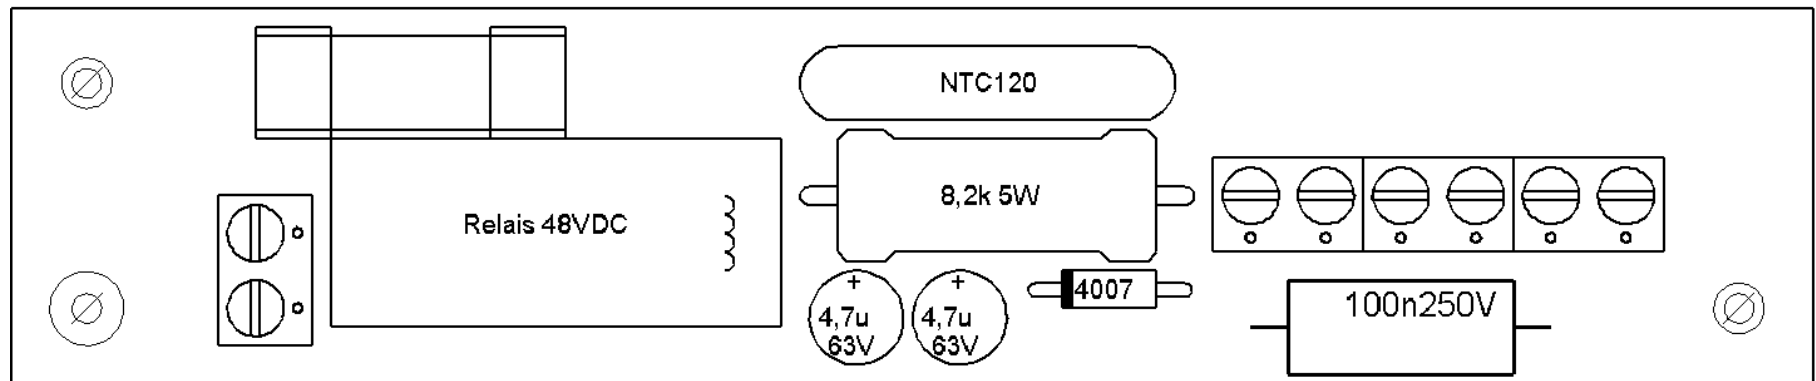 NTC120
8,2k 5W
Relais 48VDC
4007
4,7u
63V
4,7u
63V
100n250V